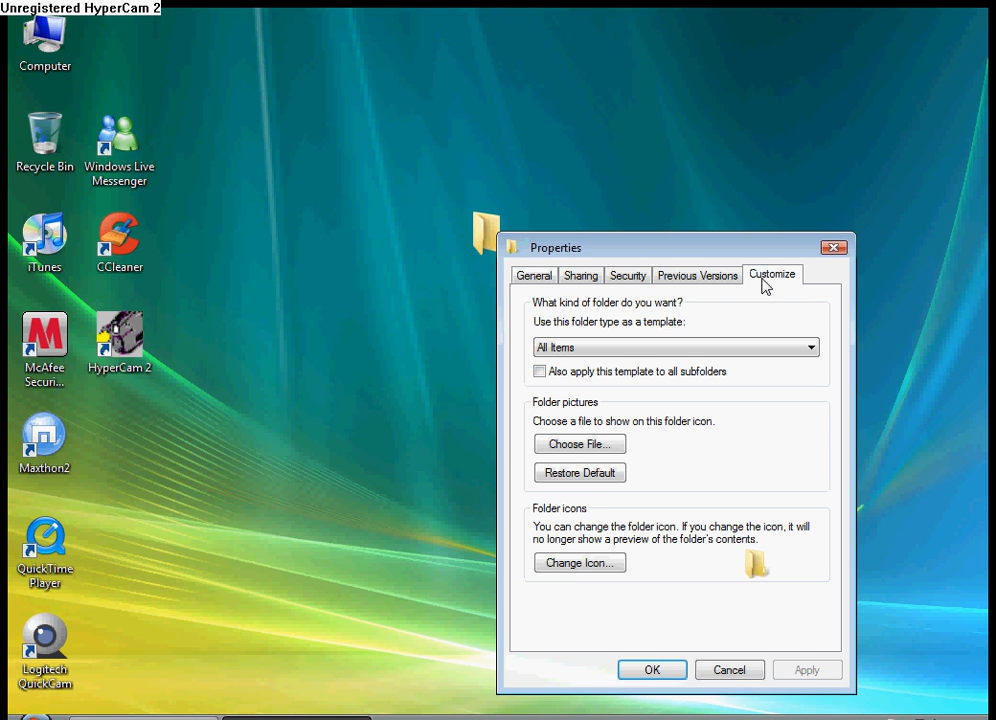 Unregistered HyperCam 2
Computer
Recycle Bin
Windows Live
Messenger
iTunes
CCleaner
McAfee
Securi...
HyperCam 2
Maxthon2
QuickTime
Player
Logitech
QuickCam
Properties
General
Sharing
Security
Previous Versions
Customize
What kind of folder do you want?
Use this folder type as a template:
All Items
Also apply this template to all subfolders
Folder pictures
Choose a file to show on this folder icon.
Choose File...
Restore Default
Folder icons
You can change the folder icon. If you change the icon, it will
no longer show a preview of the folder's contents.
Change Icon...
OK
Cancel
Apply